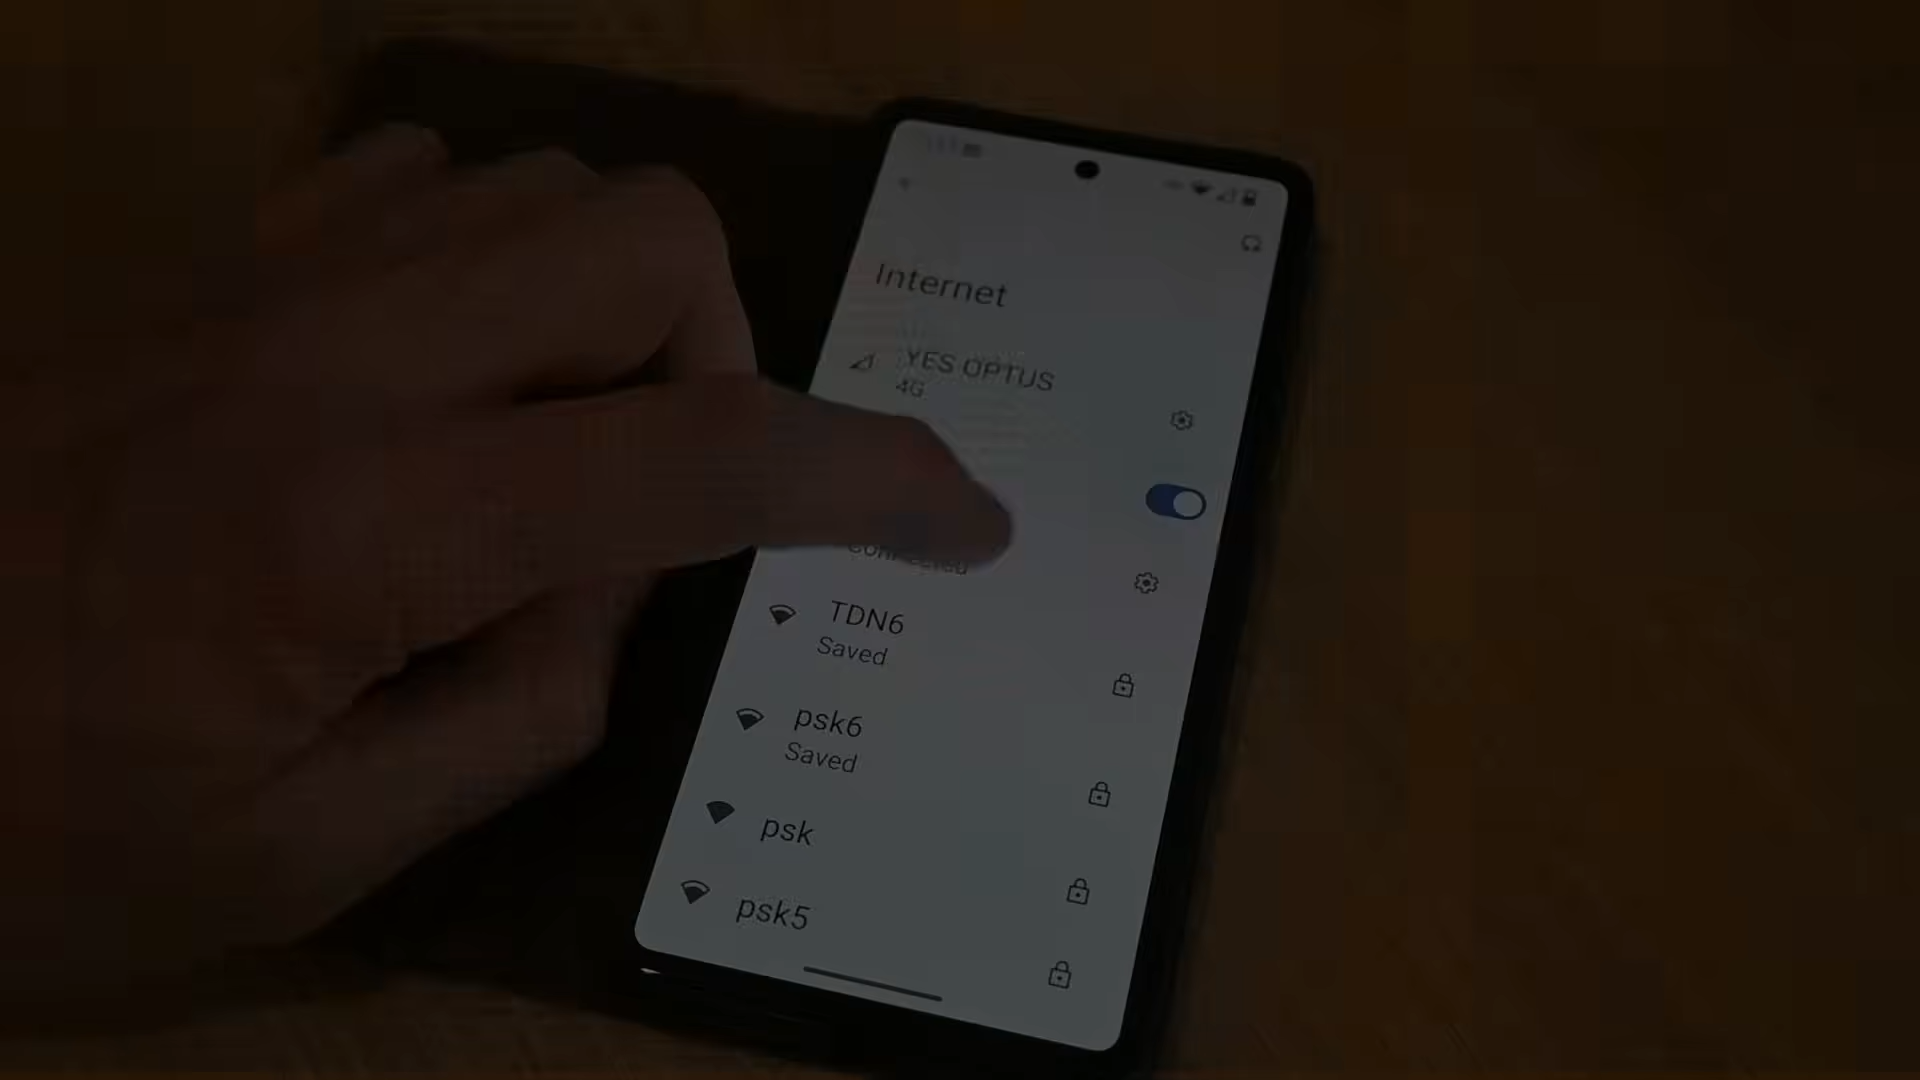 Internet
YES OPTUS
4G
Connected
TDN6
Saved
psk6
Saved
psk
psk5